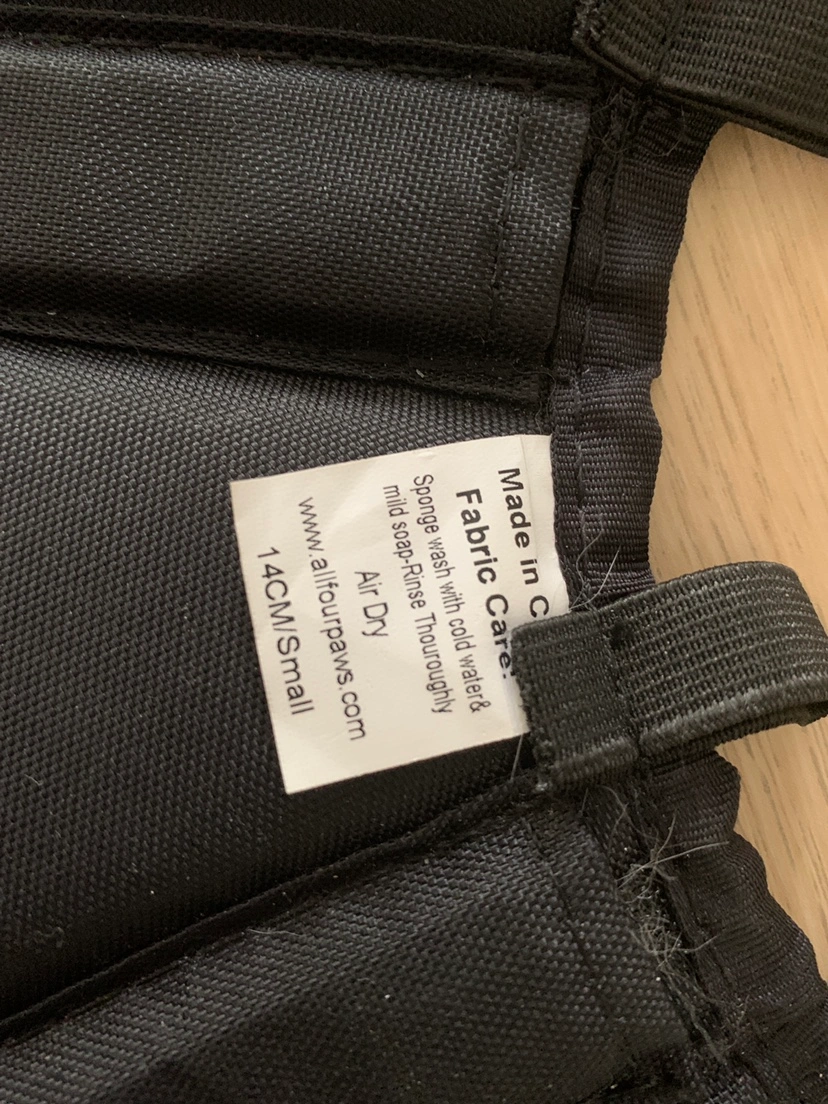 Made in C
Fabric Care:
Sponge wash with cold water&
mild soap-Rinse Thouroughly
Air Dry
www.allfourpaws.com
14CM/Small